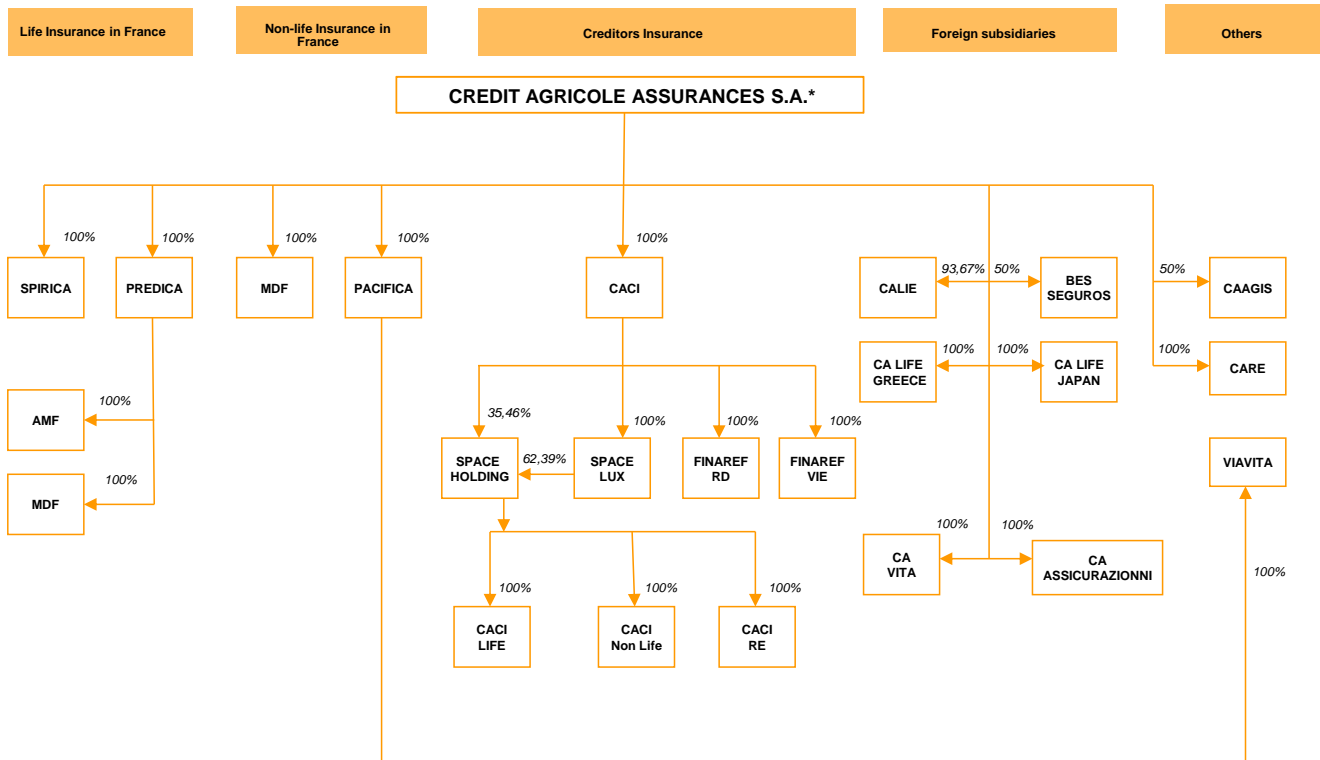 Life Insurance in France
Non-life Insurance in
France
Creditors Insurance
Foreign subsidiaries
Others
CREDIT AGRICOLE ASSURANCES S.A.*
100%
100%
100%
100%
100%
SPIRICA
PREDICA
MDF
PACIFICA
CACI
93,67%
50%
50%
CALIE
BES
SEGUROS
CAAGIS
100%
100%
100%
CA LIFE
GREECE
CA LIFE
JAPAN
CARE
100%
AMF
100%
MDF
35,46%
100%
100%
100%
SPACE
HOLDING
62,39%
SPACE
LUX
FINAREF
RD
FINAREF
VIE
VIAVITA
100%
100%
CA
VITA
CA
ASSICURAZIONNI
100%
100%
100%
100%
CACI
LIFE
CACI
Non Life
CACI
RE